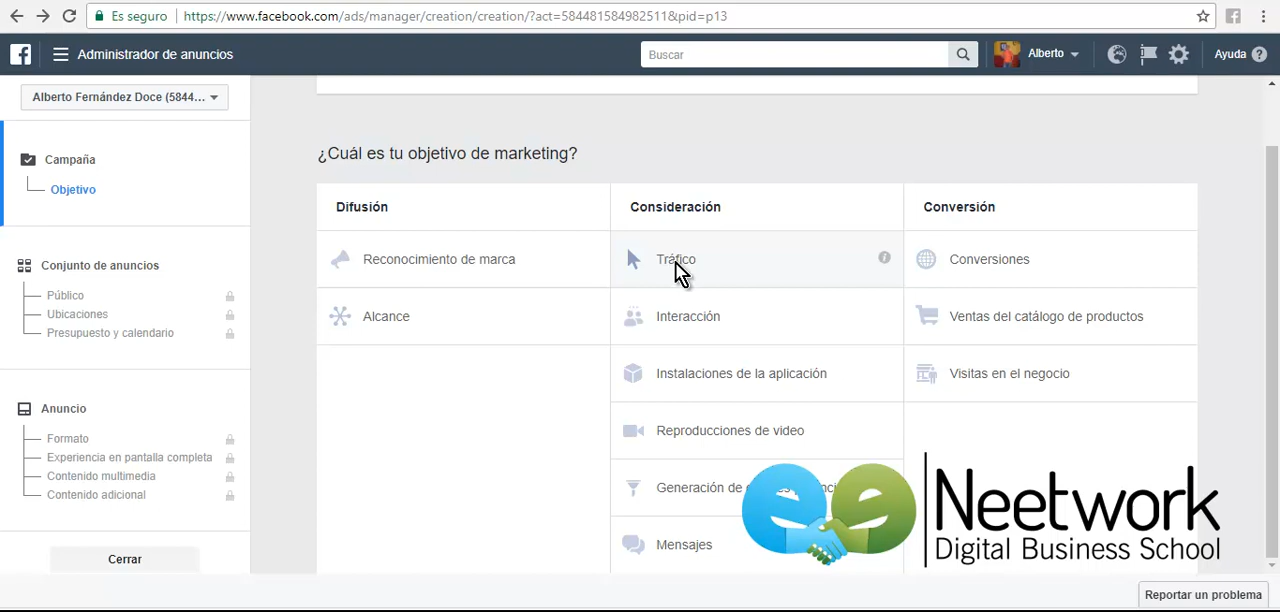 Es seguro
https://www.facebook.com/ads/manager/creation/creation/?act=584481584982511&pid=p13
Administrador de anuncios
Buscar
Alberto
Ayuda
Alberto Fernández Doce (5844...
Campaña
Objetivo
Conjunto de anuncios
Público
Ubicaciones
Presupuesto y calendario
Anuncio
Formato
Experiencia en pantalla completa
Contenido multimedia
Contenido adicional
Cerrar
¿Cuál es tu objetivo de marketing?
Difusión
Consideración
Conversión
Reconocimiento de marca
Tráfico
Conversiones
Alcance
Interacción
Ventas del catálogo de productos
Instalaciones de la aplicación
Visitas en el negocio
Reproducciones de video
Generación de
Mensajes
Neetwork
Digital Business School
Reportar un problema